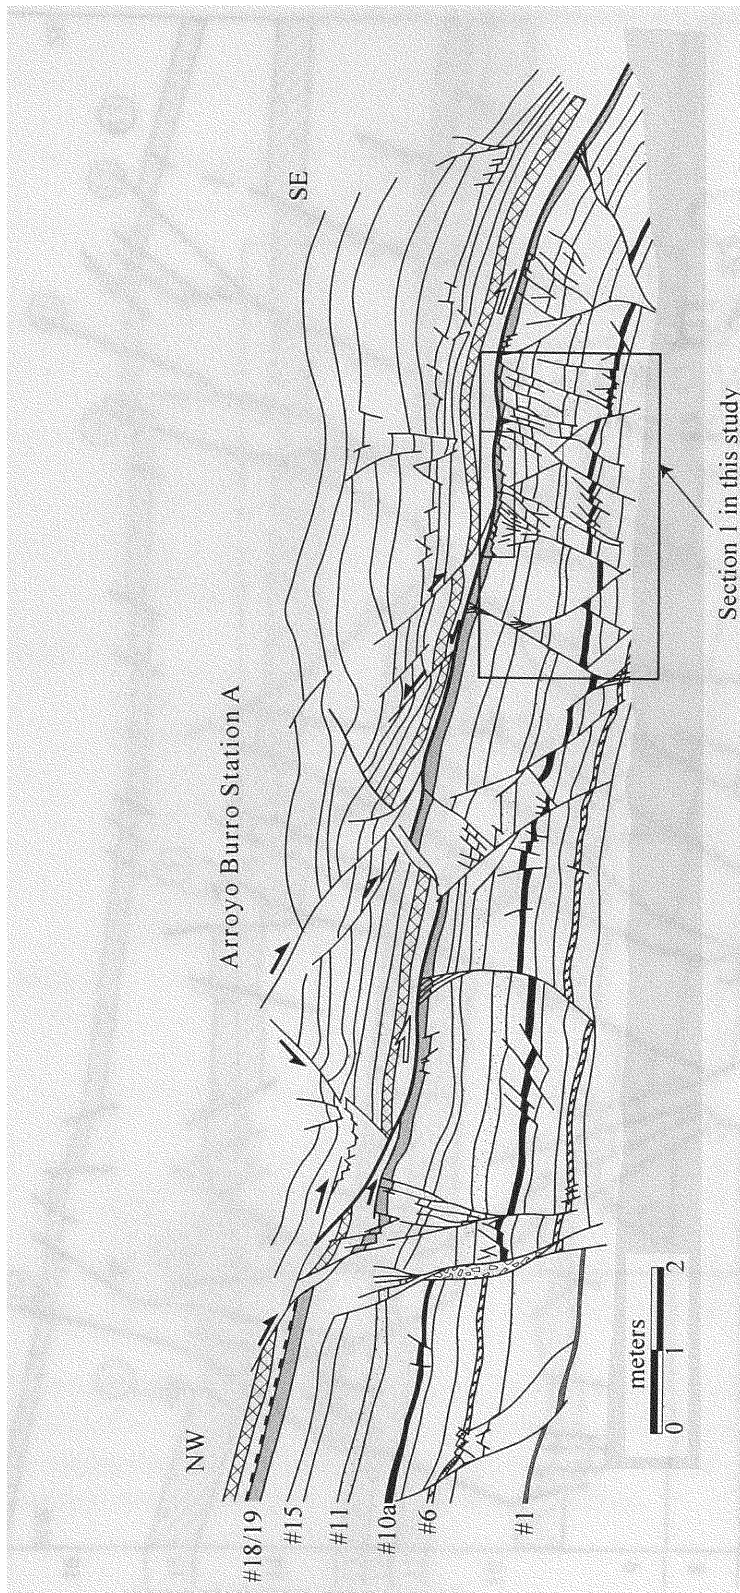 Arroyo Burro Station A
NW
SE
#18/19
#15
#11
#10a
#6
#1
meters
0 1 2
Section 1 in this study